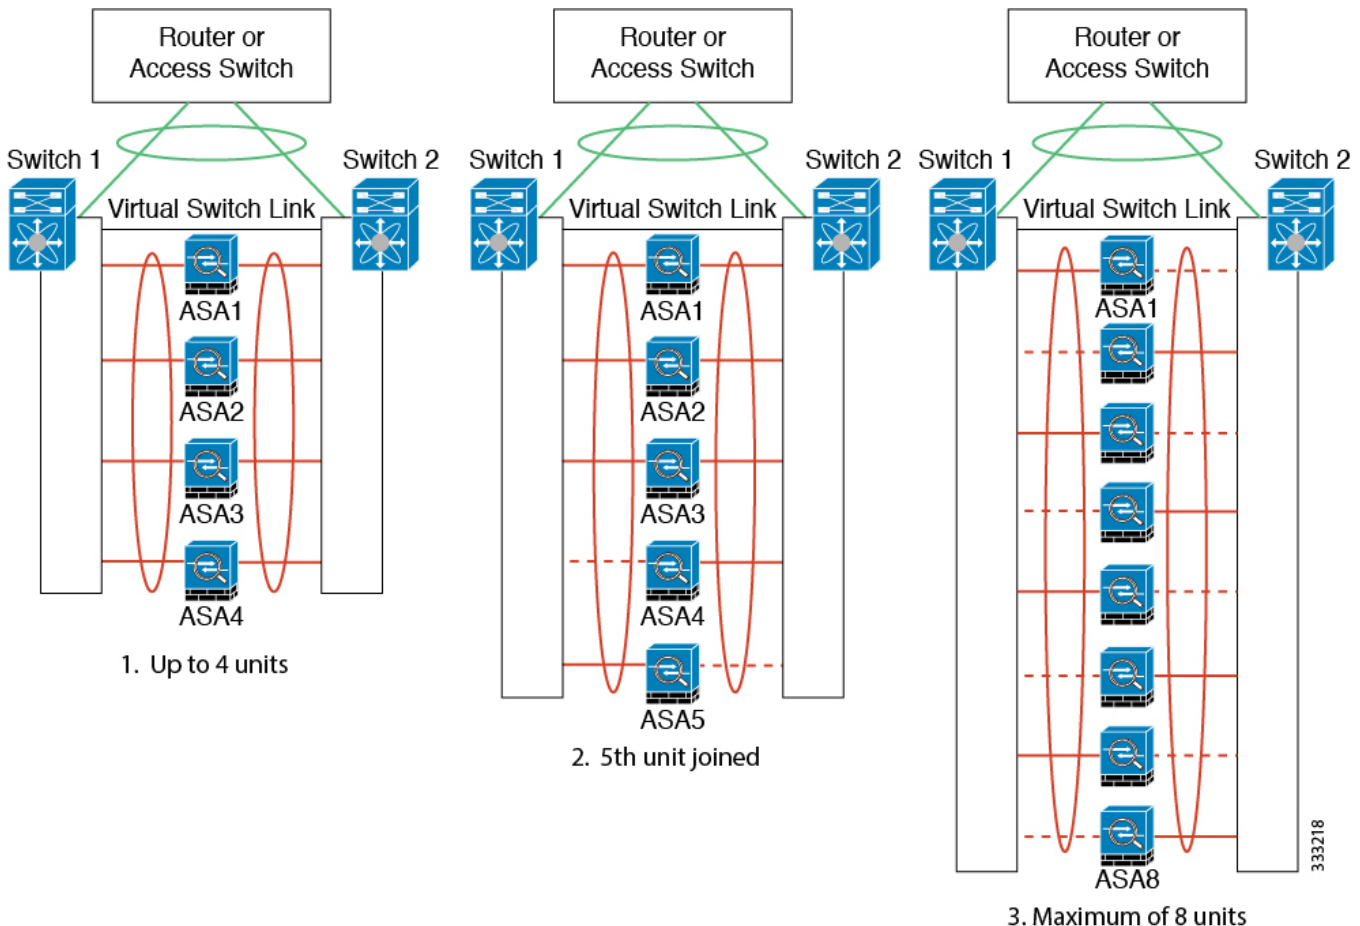 Router or
Access Switch
Switch 1
Switch 2
Virtual Switch Link
ASA1
ASA2
ASA3
ASA4
1. Up to 4 units
Router or
Access Switch
Switch 1
Switch 2
Virtual Switch Link
ASA1
ASA2
ASA3
ASA4
ASA5
2. 5th unit joined
Router or
Access Switch
Switch 1
Switch 2
Virtual Switch Link
ASA1
ASA8
3. Maximum of 8 units
333218